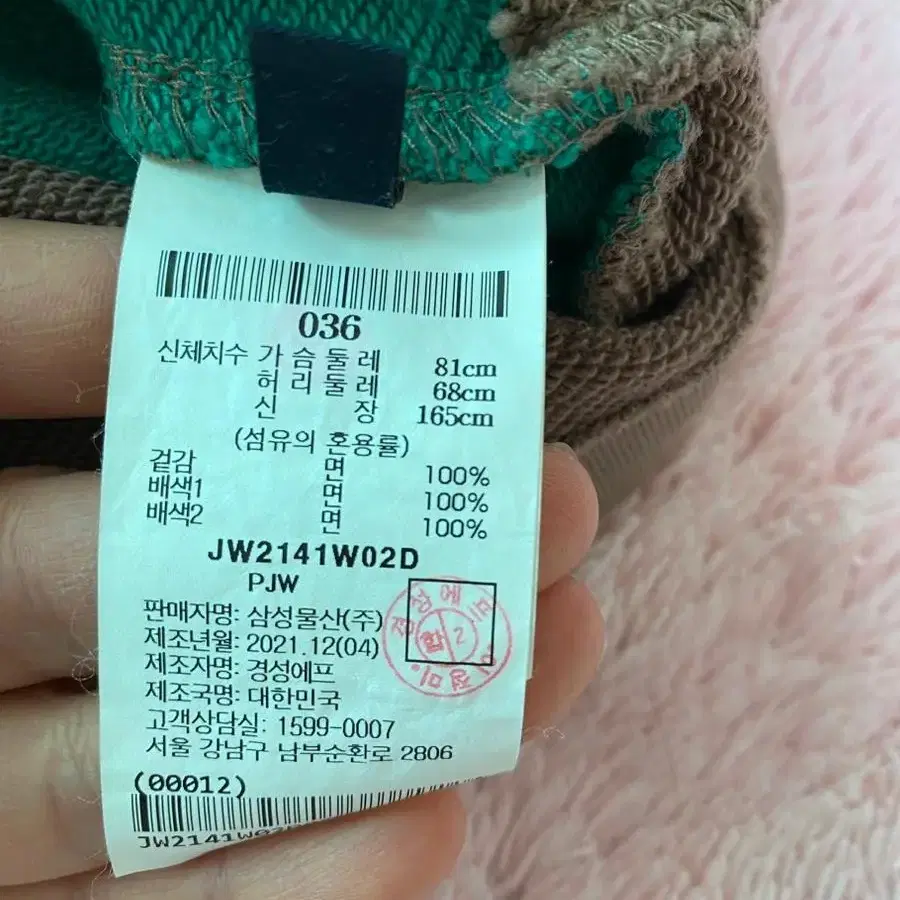 036
신체치수 가 슴 둘 레 81cm
허 리 둘 레 68cm
신 장 165cm
(섬유의 혼용률)
겉감 면 100%
배색1 면 100%
배색2 면 100%
JW2141W02D
PJW
판매자명: 삼성물산(주)
제조년월: 2021.12(04)
제조자명: 경성에프
제조국명: 대한민국
고객상담실: 1599-0007
서울 강남구 남부순환로 2806
(00012)
JW2141W02